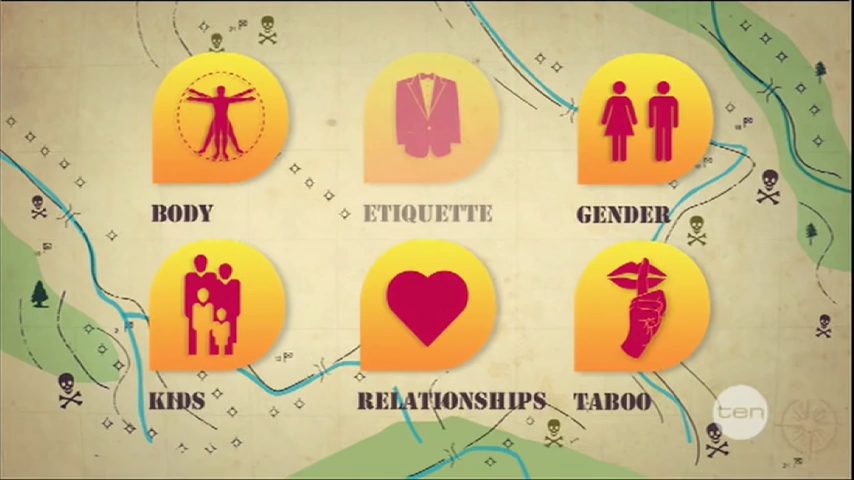 BODY
ETIQUETTE
GENDER
KIDS
RELATIONSHIPS
TABOO
ten